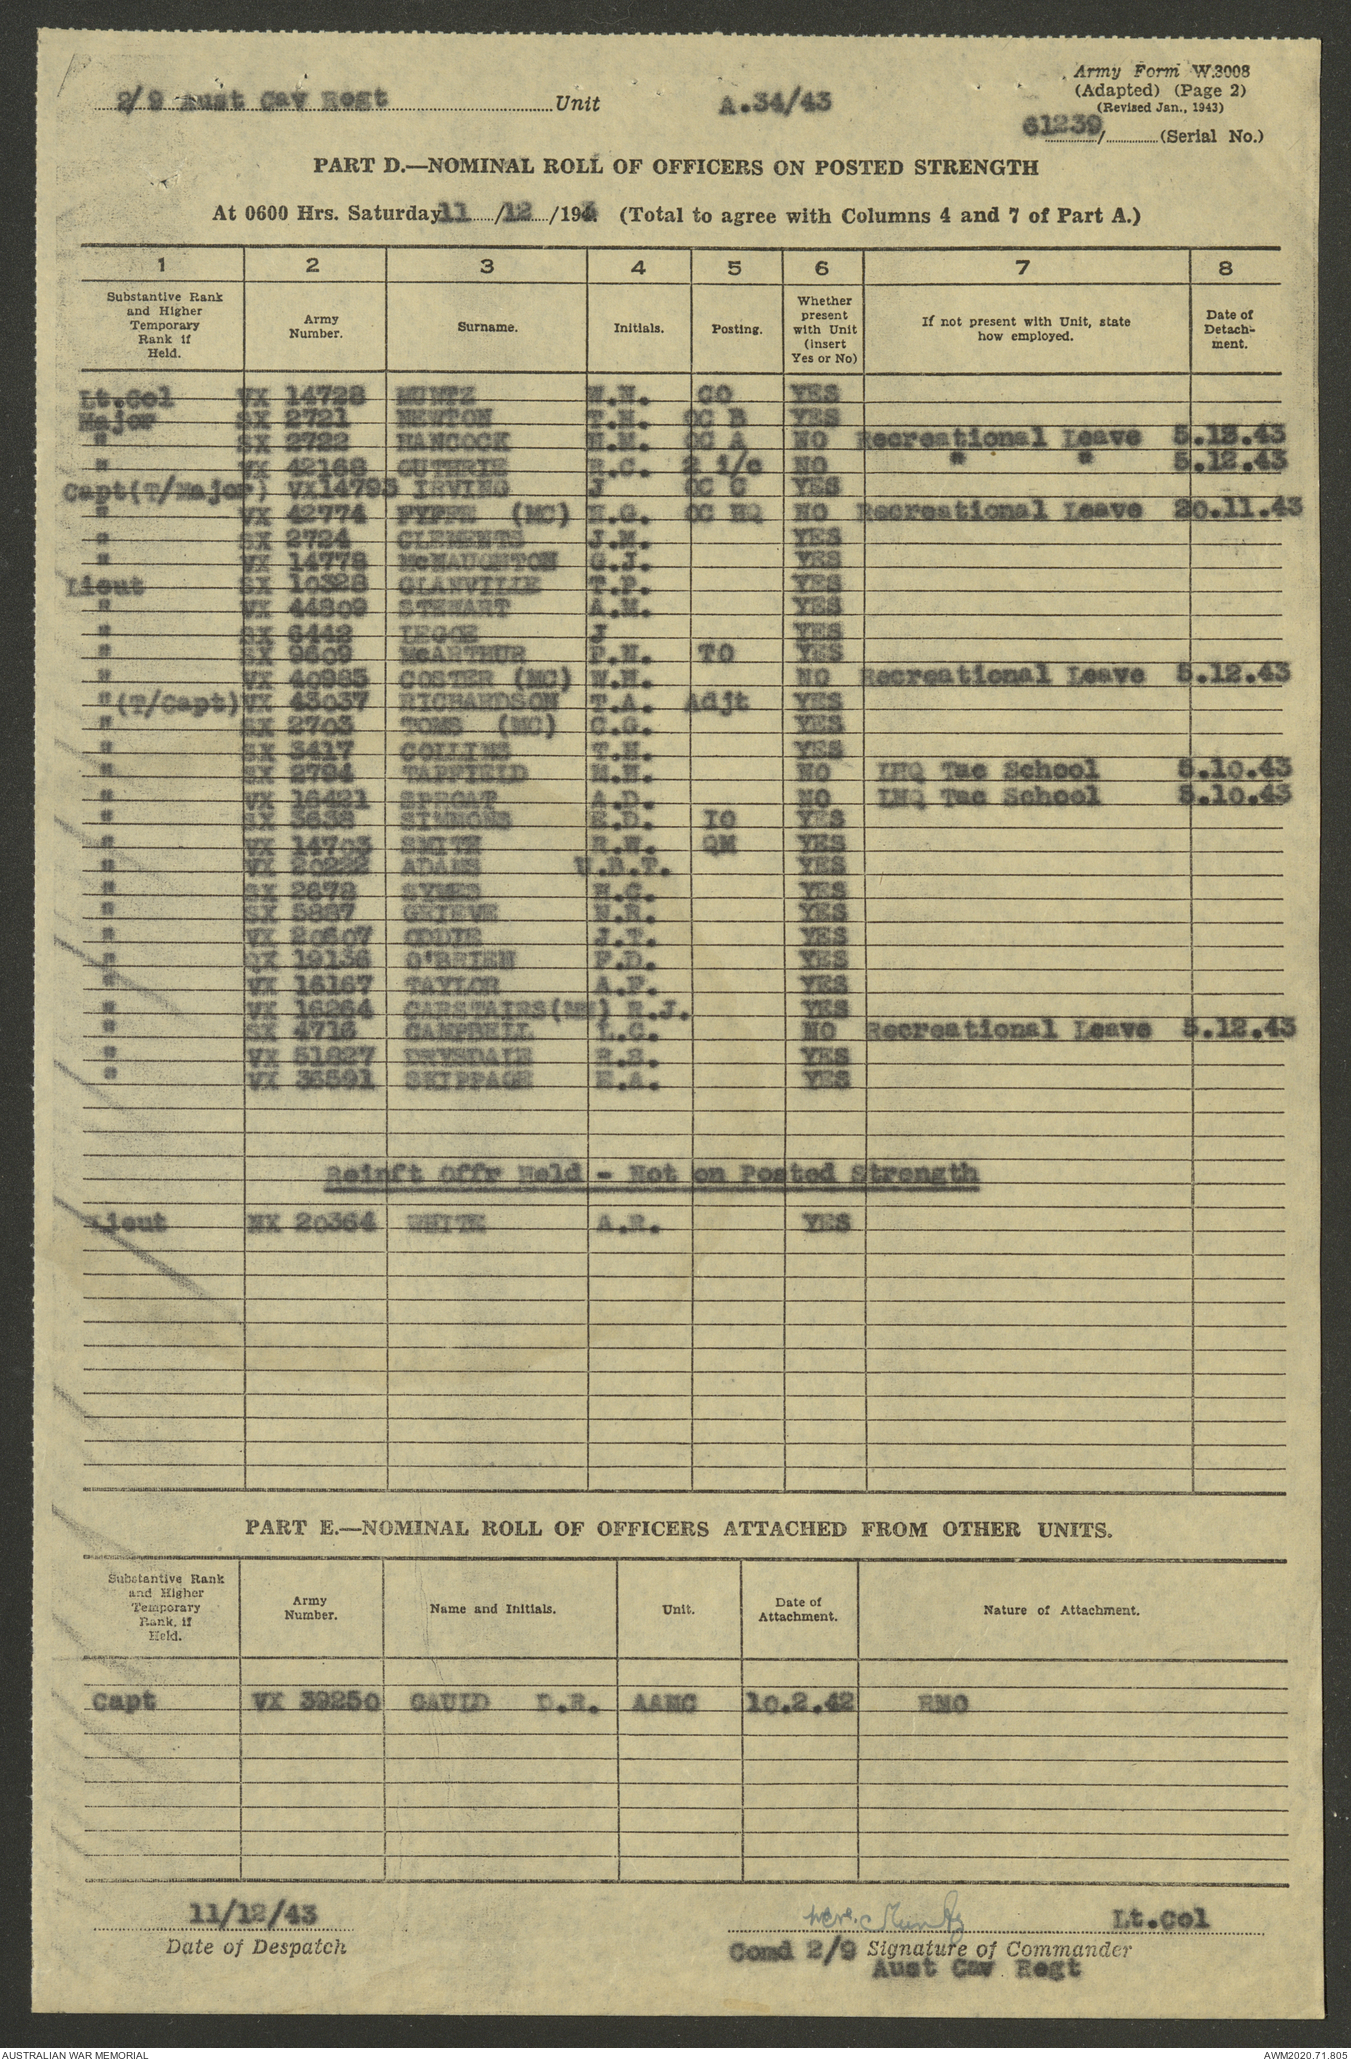 Army Form W.3008
2/9 Aust Cav Regt Unit A.34/43 (Adapted) (Page 2)
(Revised Jan., 1943)
61239/ (Serial No.)
PART D.—NOMINAL ROLL OF OFFICERS ON POSTED STRENGTH
At 0600 Hrs. Saturday 11/12/1943 (Total to agree with Columns 4 and 7 of Part A.)
1 2 3 4 5 6 7 8
Substantive Rank and Higher Temporary Rank if Held. Army Number. Surname. Initials. Posting. Whether present with Unit (insert Yes or No) If not present with Unit, state how employed. Date of Detach-ment.
Lt.Col VX 14728 MUNTZ W.N. CO YES
Major SX 2721 NEWTON T.H. OC B YES
" SX 2722 HANCOCK H.M. OC A NO Recreational Leave 5.12.43
" VX 42168 GUTHRIE R.C. 2 i/c NO " " 5.12.43
Capt(T/Major) VX14793 IRVING J OC C YES
" VX 42774 FYFFE (MC) H.G. OC HQ NO Recreational Leave 20.11.43
" SX 2724 CLEMENTS J.M. YES
" VX 14778 McNAUGHTON G.J. YES
Lieut SX 10328 GLANVILLE T.P. YES
" VX 44809 STEWART A.M. YES
" SX 6442 LEGOE J YES
" SX 9609 McARTHUR P.N. TO YES
" VX 40985 COSTER (MC) W.H. NO Recreational Leave 5.12.43
"(T/Capt) VX 43037 RICHARDSON T.A. Adjt YES
" SX 2703 TOMS (MC) C.G. YES
" SX 3417 COLLINS T.H. YES
" SX 2794 TAPFIELD M.H. NO LHQ Tac School 5.10.43
" VX 16421 SPROAT A.D. NO LHQ Tac School 5.10.43
" SX 3638 SIMMONS E.D. IO YES
" VX 14703 SMITH R.W. QM YES
" VX 20222 ADAMS U.B.T. YES
" SX 2678 SYMES H.C. YES
" SX 5887 GRIEVE N.R. YES
" VX 20607 ODDIE J.T. YES
" QX 19136 O'BRIEN F.D. YES
" VX 16167 TAYLOR A.F. YES
" VX 16264 CARSTAIRS(MM) R.J. YES
" SX 4716 CAMPBELL L.C. NO Recreational Leave 5.12.43
" VX 51827 DRYSDALE R.S. YES
" VX 36591 SKIPPAGE E.A. YES
Reinft Offr Held - Not on Posted Strength
Lieut NX 20364 WHITE A.R. YES
PART E.—NOMINAL ROLL OF OFFICERS ATTACHED FROM OTHER UNITS.
Substantive Rank and Higher Temporary Rank, if Held. Army Number. Name and Initials. Unit. Date of Attachment. Nature of Attachment.
Capt VX 39250 GAULD D.R. AAMC 10.2.42 RMO
11/12/43 Lt.Col
Date of Despatch Comd 2/9 Signature of Commander
Aust Cav Regt
AUSTRALIAN WAR MEMORIAL AWM2020.71.805